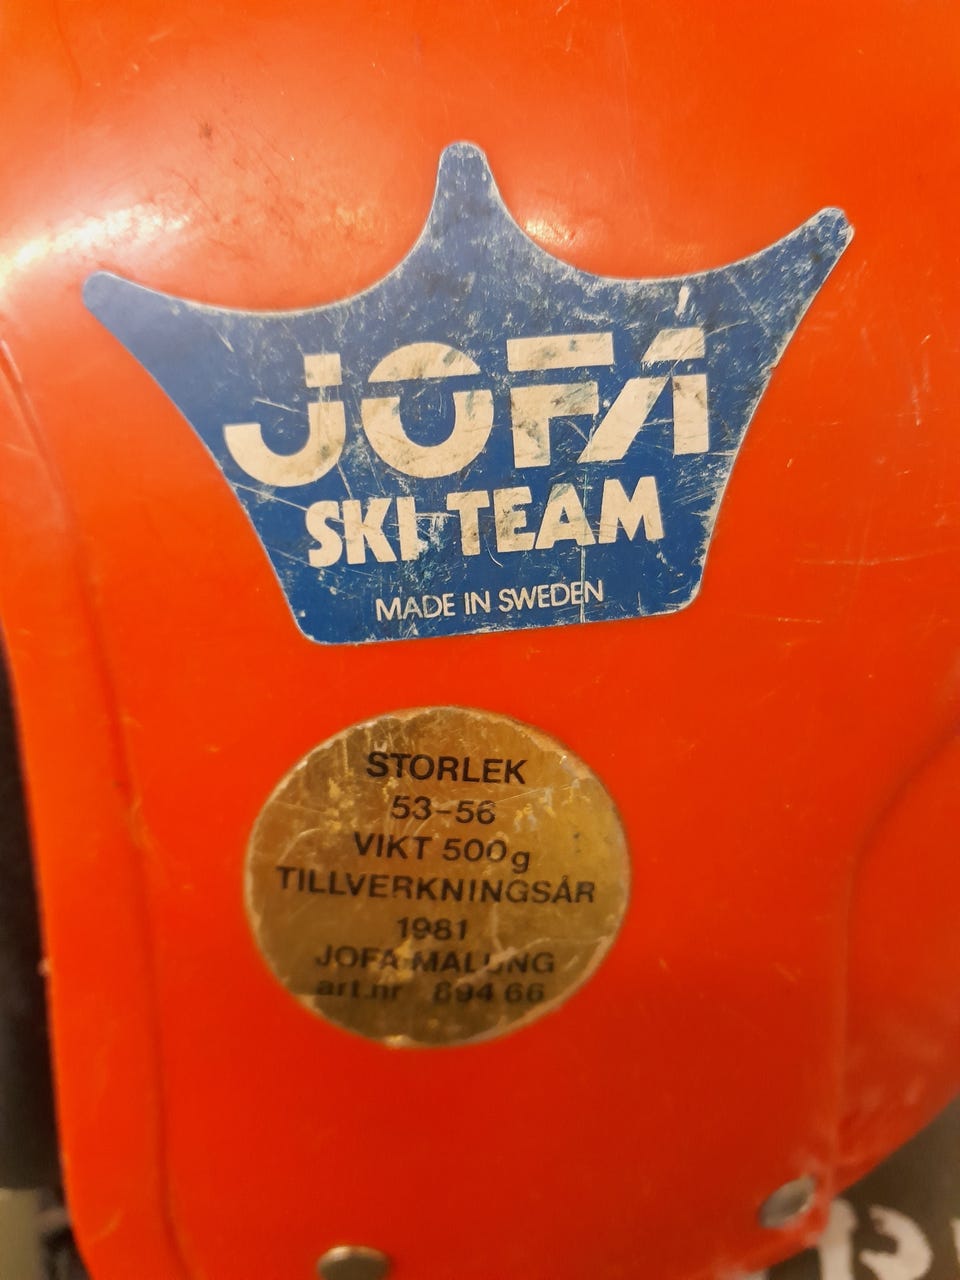 JOFA
SKI TEAM
MADE IN SWEDEN
STORLEK
53-56
VIKT 500g
TILLVERKNINGSÅR
1981
JOFA MALUNG
art.nr 894 66